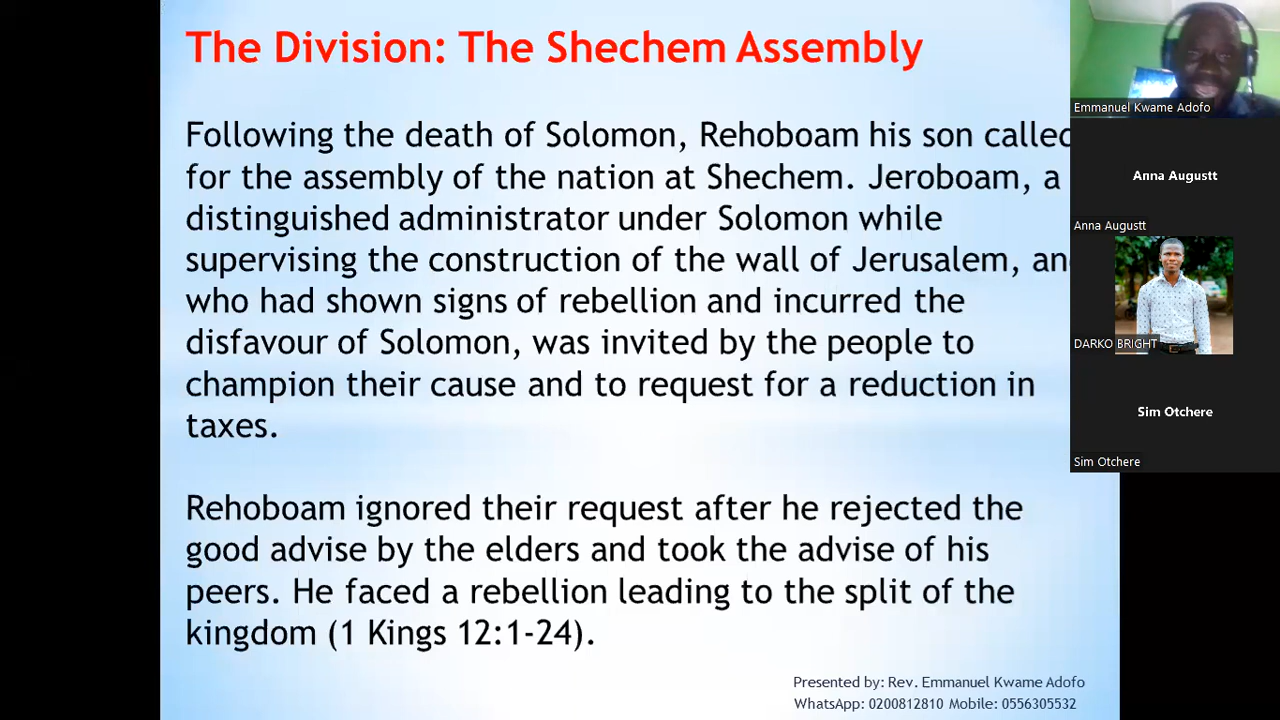 The Division: The Shechem Assembly
Following the death of Solomon, Rehoboam his son called
for the assembly of the nation at Shechem. Jeroboam, a
distinguished administrator under Solomon while
supervising the construction of the wall of Jerusalem, an
who had shown signs of rebellion and incurred the
disfavour of Solomon, was invited by the people to
champion their cause and to request for a reduction in
taxes.
Rehoboam ignored their request after he rejected the
good advise by the elders and took the advise of his
peers. He faced a rebellion leading to the split of the
kingdom (1 Kings 12:1-24).
Presented by: Rev. Emmanuel Kwame Adofo
WhatsApp: 0200812810 Mobile: 0556305532
Emmanuel Kwame Adofo
Anna Augustt
Anna Augustt
DARKO BRIGHT
Sim Otchere
Sim Otchere